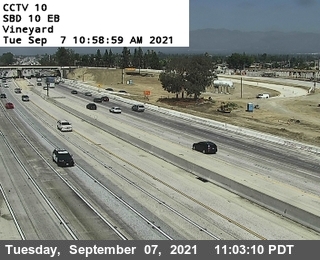 CCTV 10
SBD 10 EB
Vineyard
Tue Sep 7 10:58:59 AM 2021
Tuesday, September 07, 2021 11:03:10 PDT